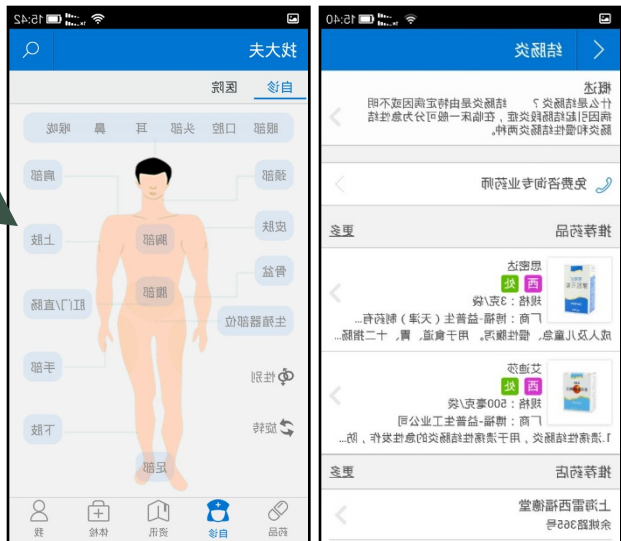 15:40
结肠炎
概述
什么是结肠炎？ 结肠炎是由特定病因或不明
病因引起结肠段炎症，在临床一般可分为急性结
肠炎和慢性结肠炎两种。
免费咨询专业药师
推荐药品 更多
思密达
西 处
规格：3克/袋
厂商：博福-益普生（天津）制药有...
成人及儿童急、慢性腹泻。用于食道、胃、十二指肠...
艾迪莎
西 处
规格：500毫克/袋
厂商：博福-益普生工业公司
1.溃疡性结肠炎，用于溃疡性结肠炎的急性发作，防...
推荐药店 更多
上海雷西福德堂
余姚路365号
15:42
找大夫
自诊 医院
眼部 口腔 头部 耳 鼻 喉咙
颈部 肩部
皮肤 胸部 上肢
骨盆 腹部
生殖器部位 肛门/直肠
性别 手部
旋转 下肢
足部
药品 自诊 资讯 体检 我